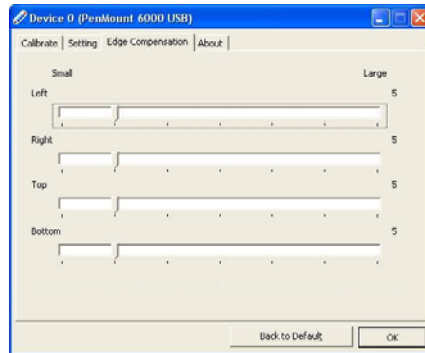 Device 0 (PenMount 6000 USB)
Calibrate Setting Edge Compensation About
Small Large
Left 5
Right 5
Top 5
Bottom 5
Back to Default OK